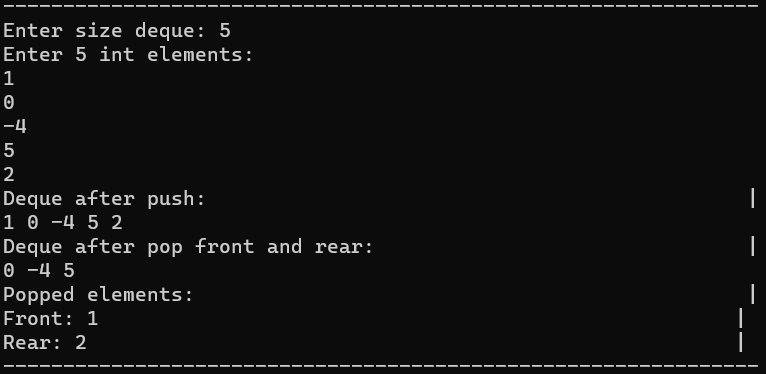 ---------------------------------------------------------------
Enter size deque: 5
Enter 5 int elements:
1
0
-4
5
2
Deque after push:                                             |
1 0 -4 5 2
Deque after pop front and rear:                               |
0 -4 5
Popped elements:                                              |
Front: 1                                                     |
Rear: 2                                                      |
---------------------------------------------------------------